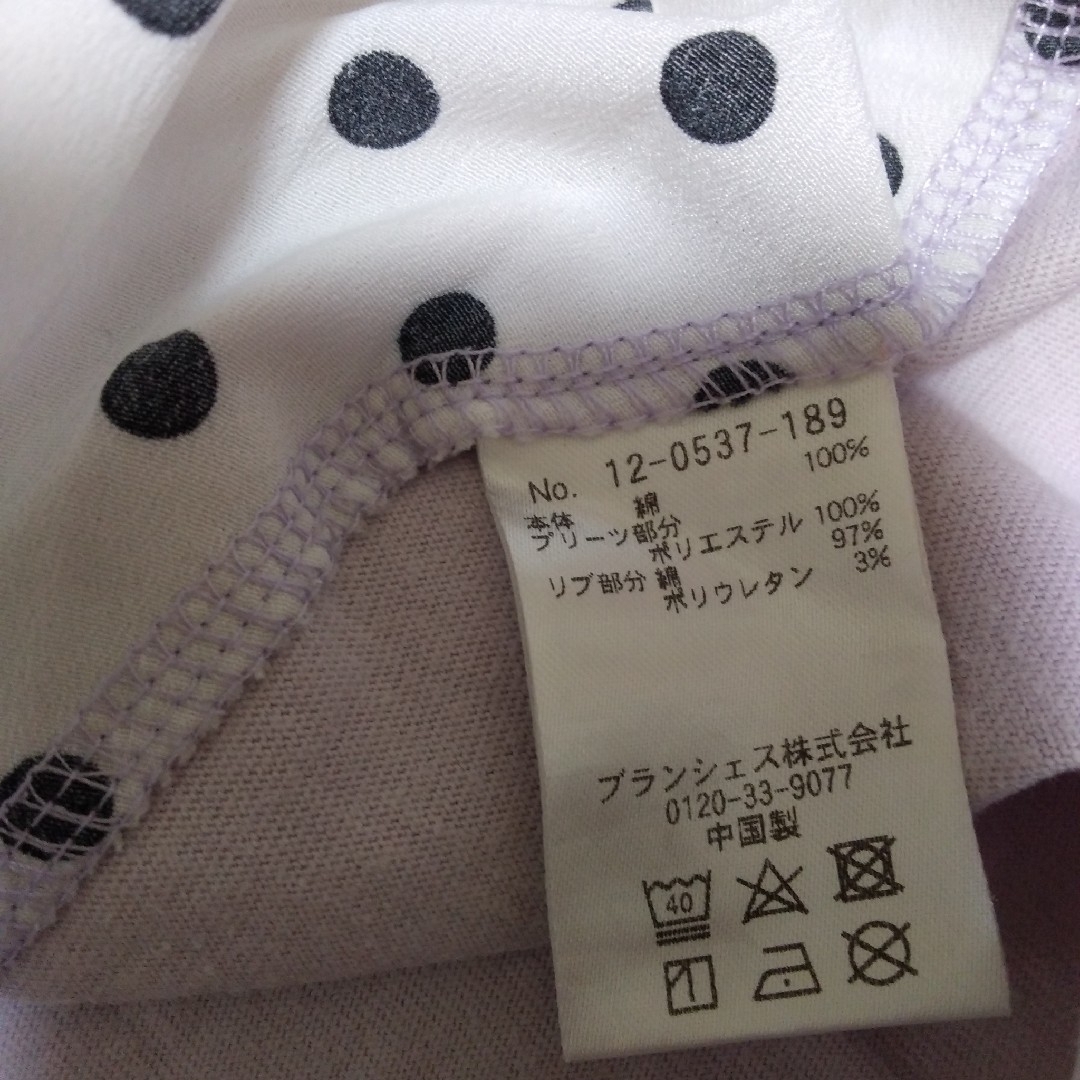 No. 12-0537-189
本体 綿 100%
プリーツ部分
ポリエステル 100%
リブ部分 綿 97%
ポリウレタン 3%
ブランシェス株式会社
0120-33-9077
中国製
40